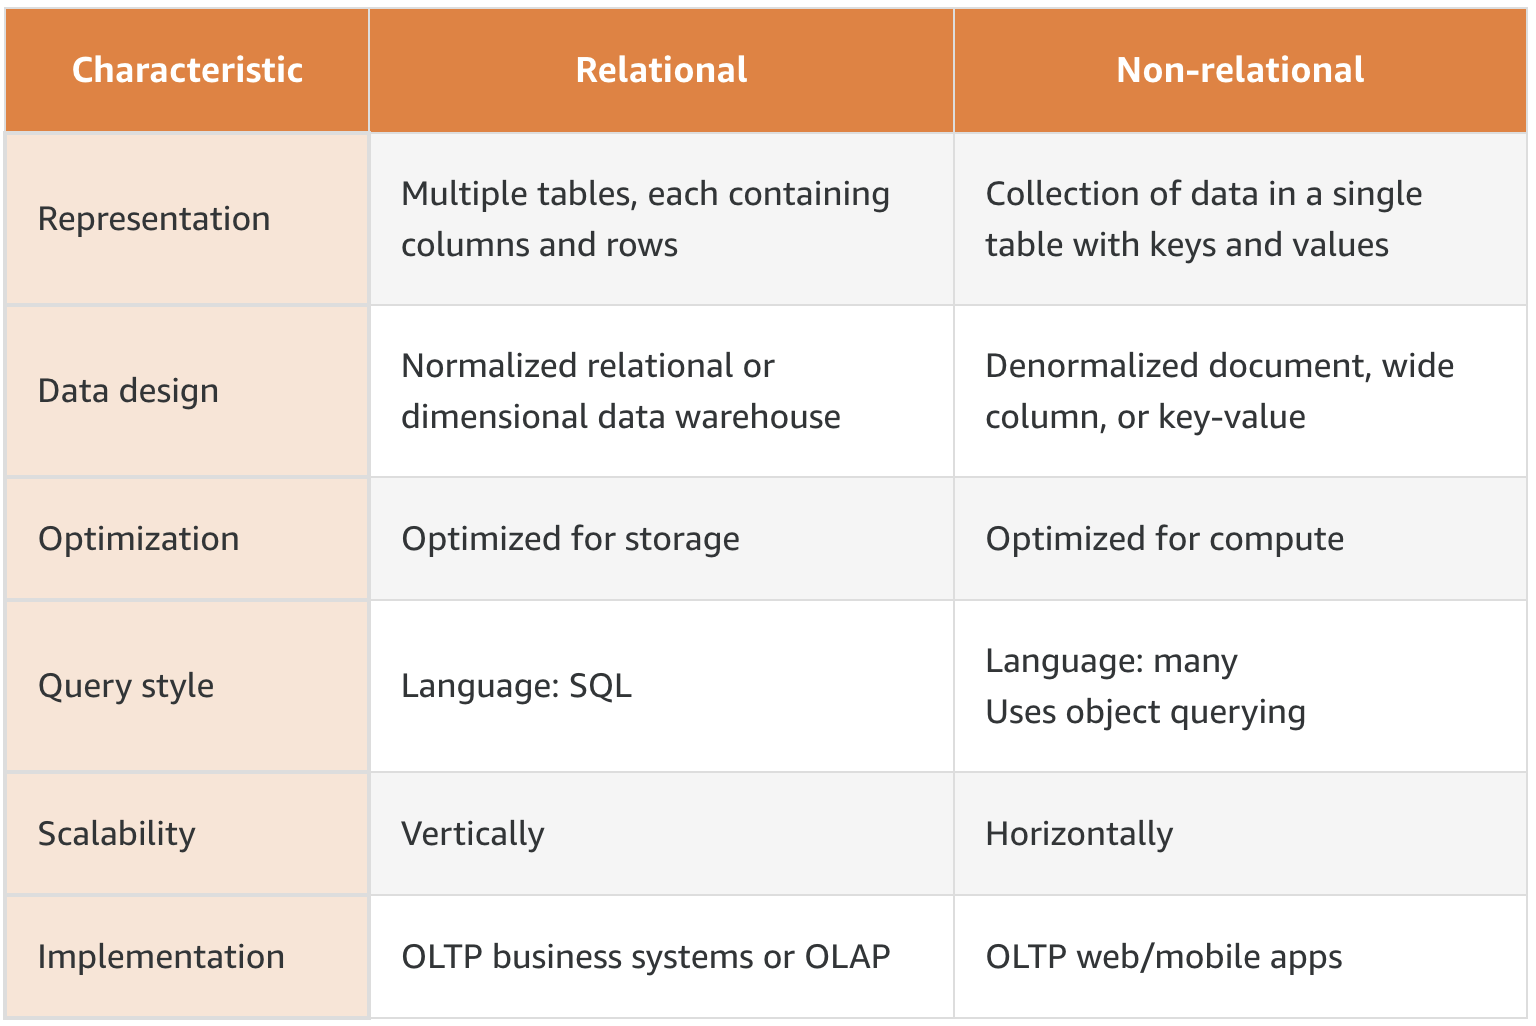 Characteristic
Relational
Non-relational
Representation
Multiple tables, each containing
columns and rows
Collection of data in a single
table with keys and values
Data design
Normalized relational or
dimensional data warehouse
Denormalized document, wide
column, or key-value
Optimization
Optimized for storage
Optimized for compute
Query style
Language: SQL
Language: many
Uses object querying
Scalability
Vertically
Horizontally
Implementation
OLTP business systems or OLAP
OLTP web/mobile apps